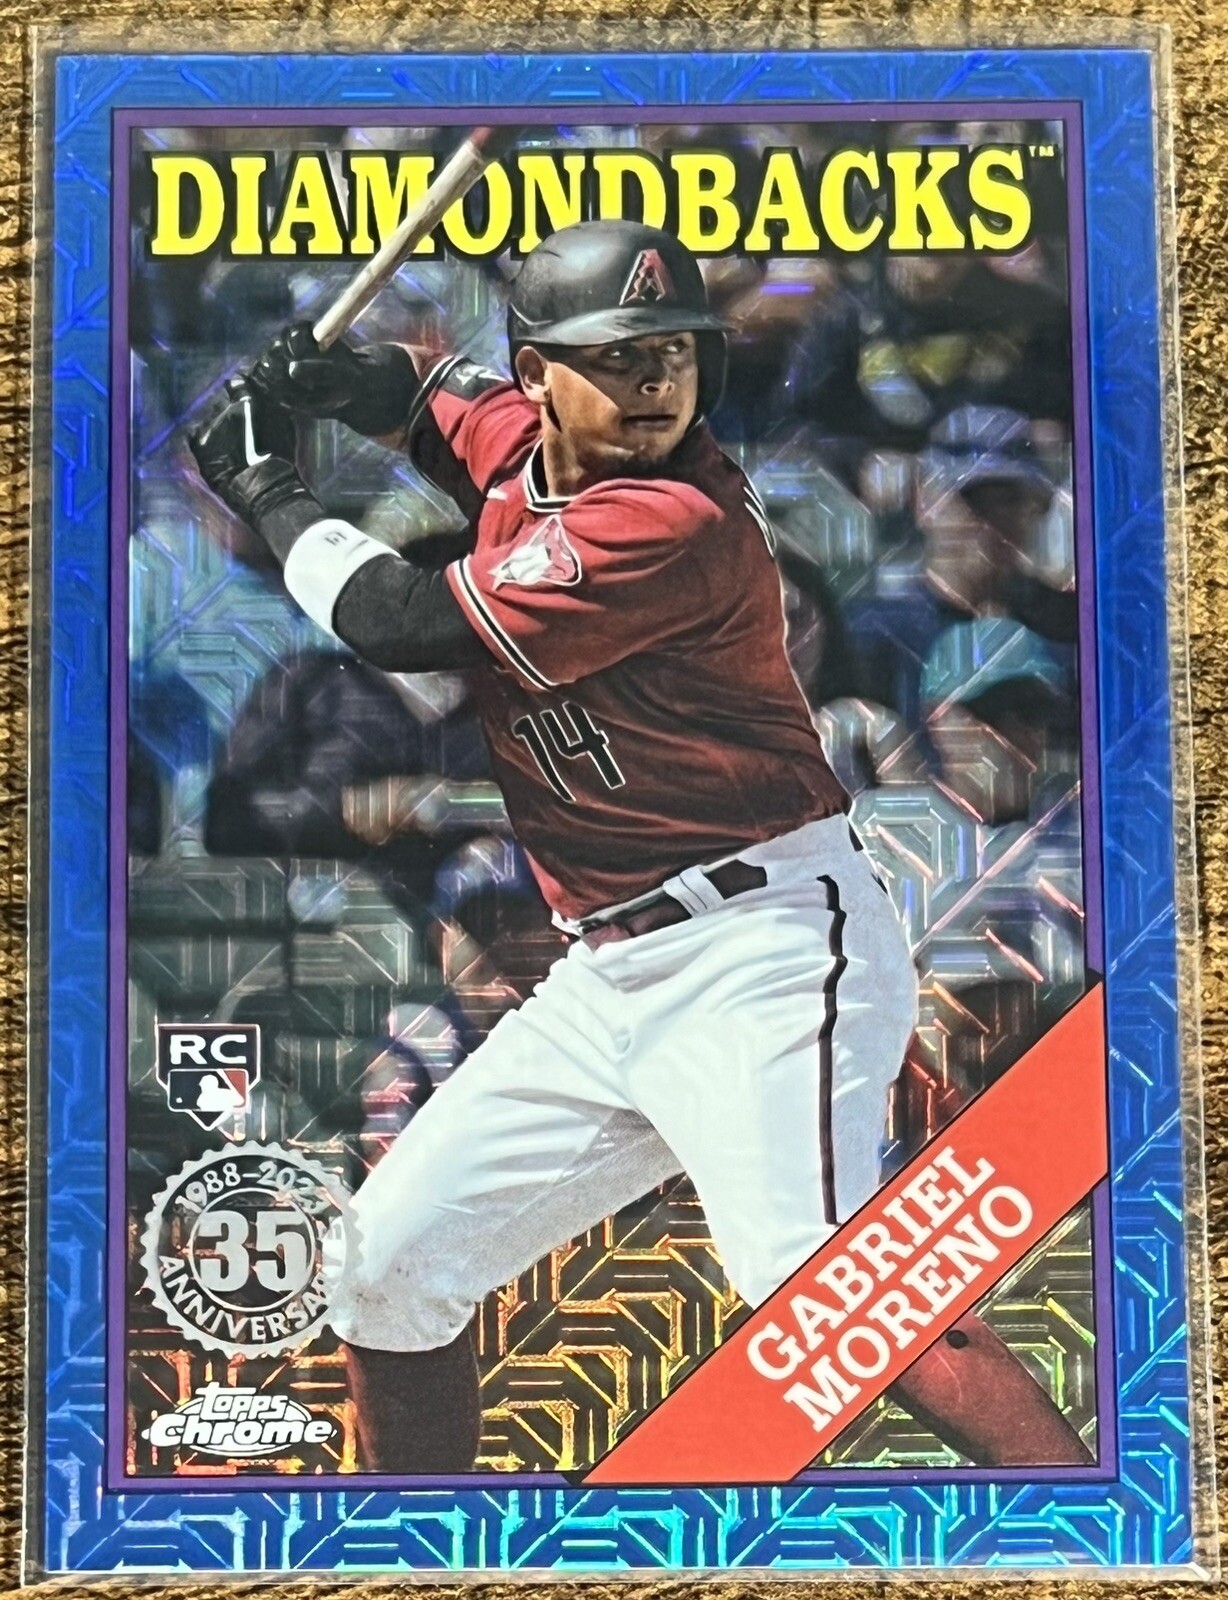 DIAMONDBACKS™
A
14
RC
1988-2023
35
ANNIVERSARY
Topps
Chrome
GABRIEL
MORENO